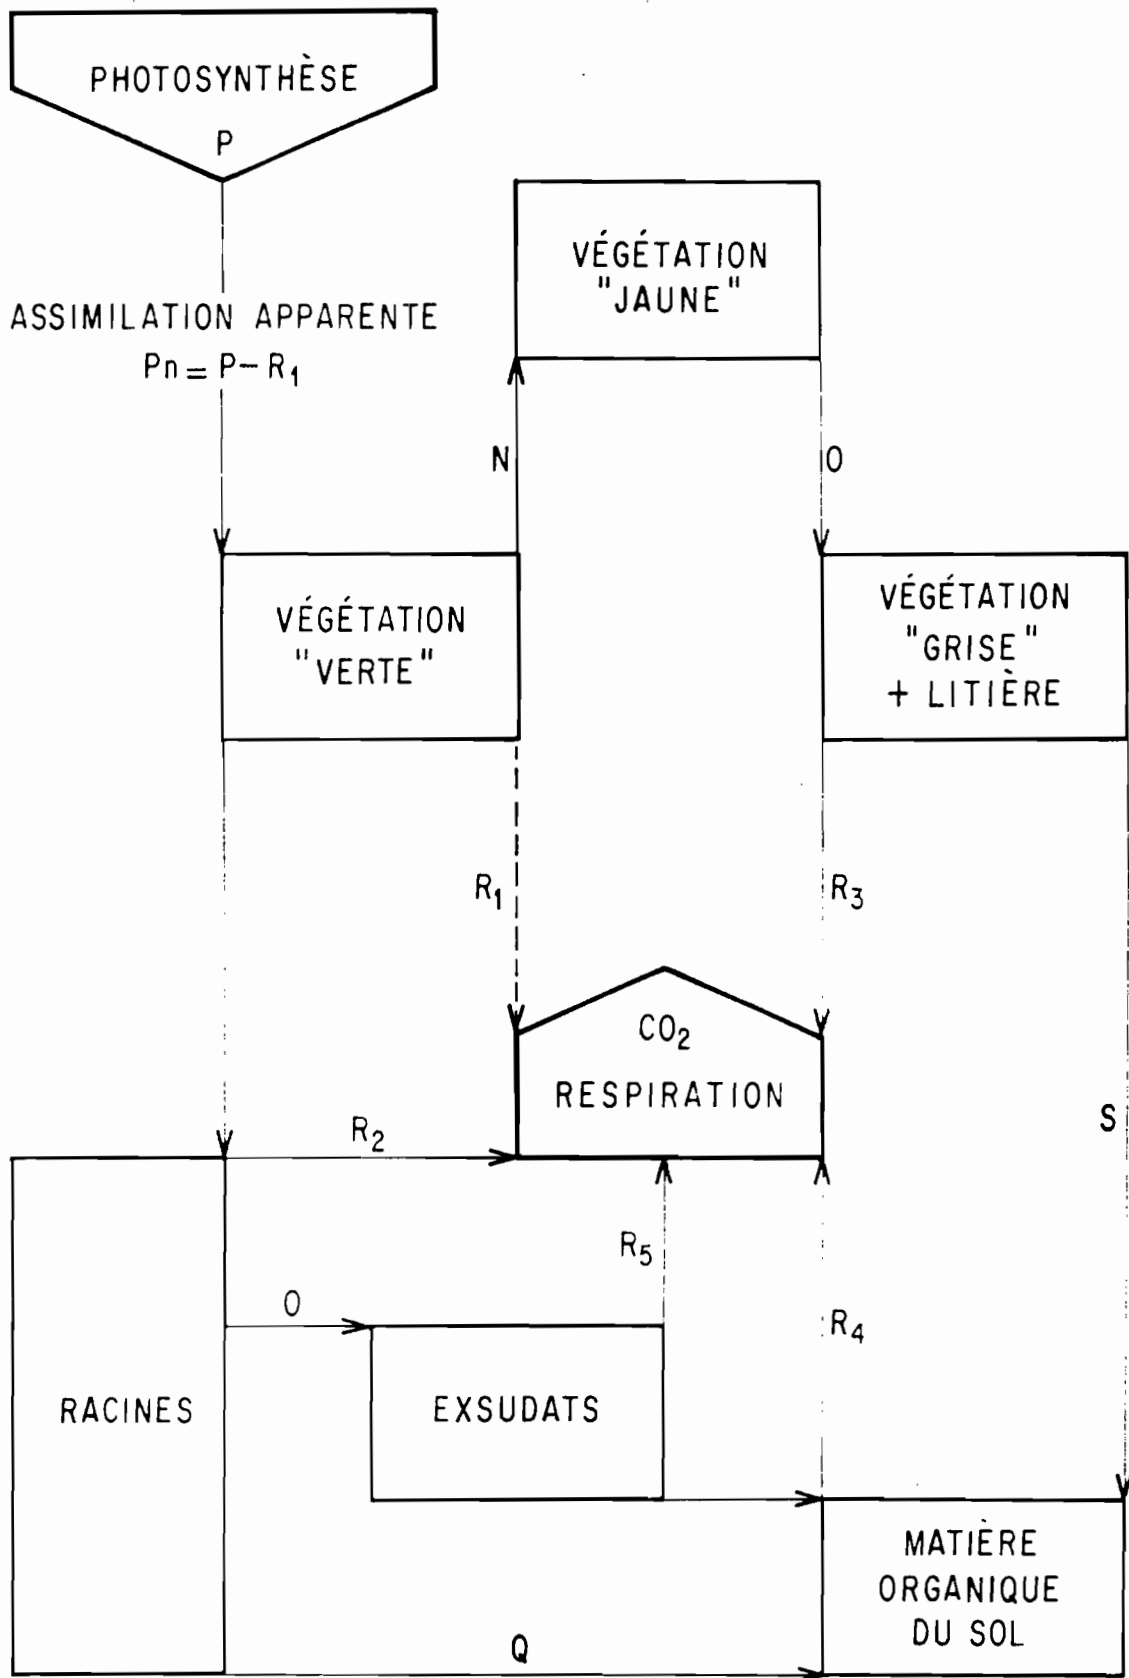 PHOTOSYNTHÈSE
P
VÉGÉTATION
"JAUNE"
ASSIMILATION APPARENTE
Pn = P – R₁
N
O
VÉGÉTATION
"VERTE"
VÉGÉTATION
"GRISE"
+ LITIÈRE
R₁
R₃
CO₂
RESPIRATION
S
R₂
R₅
O
R₄
RACINES
EXSUDATS
MATIÈRE
ORGANIQUE
DU SOL
Q